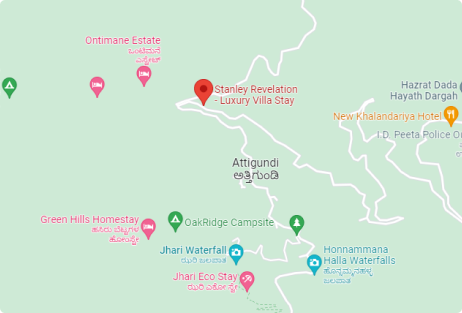 Ontimane Estate
ಒಂಟಿಮನೆ
ಎಸ್ಟೇಟ್
Stanley Revelation
- Luxury Villa Stay
Hazrat Dada
Hayath Dargah
New Khalandariya Hotel
I.D. Peeta Police O
Attigundi
ಅತ್ತಿಗುಂಡಿ
Green Hills Homestay
ಹಸಿರು ಬೆಟ್ಟಗಳ
ಹೋಂಸ್ಟೇ
OakRidge Campsite
Jhari Waterfall
ಝರಿ ಜಲಪಾತ
Honnammana
Halla Waterfalls
ಹೊನ್ನಮ್ಮನಹಳ್ಳ
ಜಲಪಾತ
Jhari Eco Stay
ಝರಿ ಎಕೋ ಸ್ಟೇ